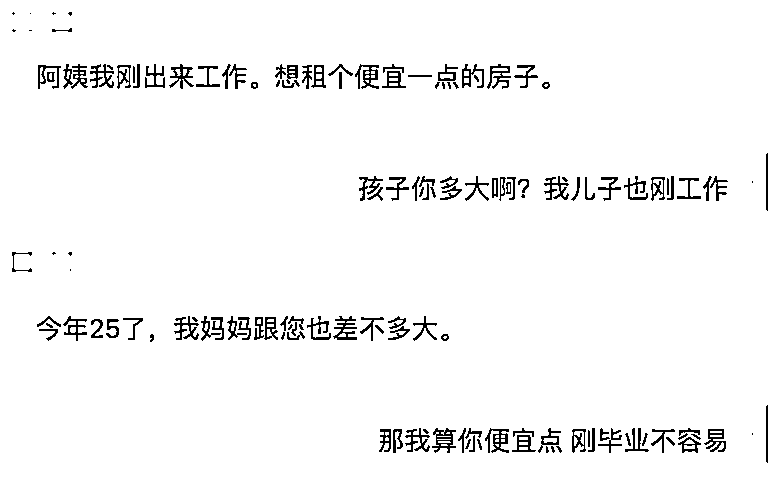 阿姨我刚出来工作。想租个便宜一点的房子。
孩子你多大啊？我儿子也刚工作
今年25了，我妈妈跟您也差不多大。
那我算你便宜点 刚毕业不容易